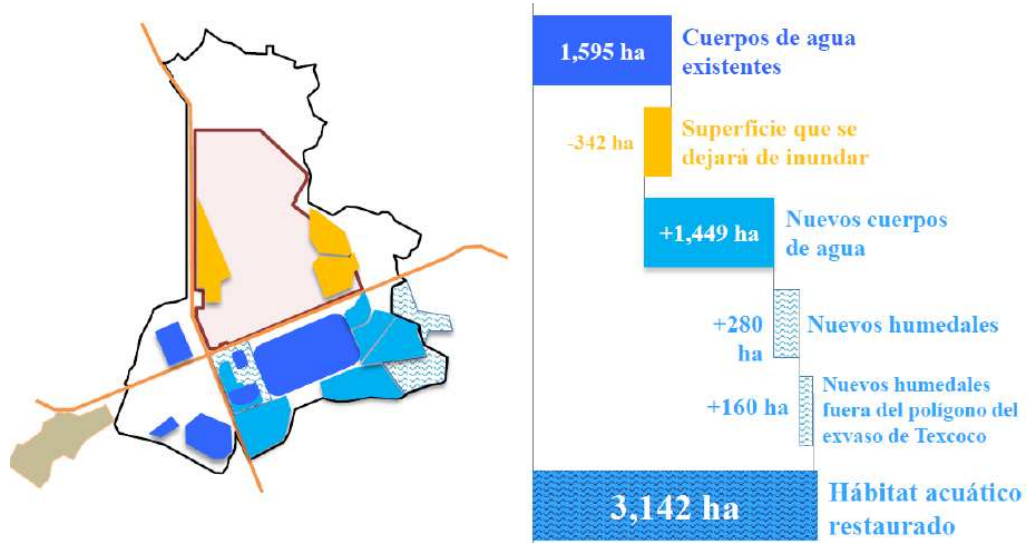 1,595 ha
Cuerpos de agua
existentes
-342 ha
Superficie que se
dejará de inundar
+1,449 ha
Nuevos cuerpos
de agua
+280
ha
Nuevos humedales
+160 ha
Nuevos humedales
fuera del polígono del
exvaso de Texcoco
3,142 ha
Hábitat acuático
restaurado